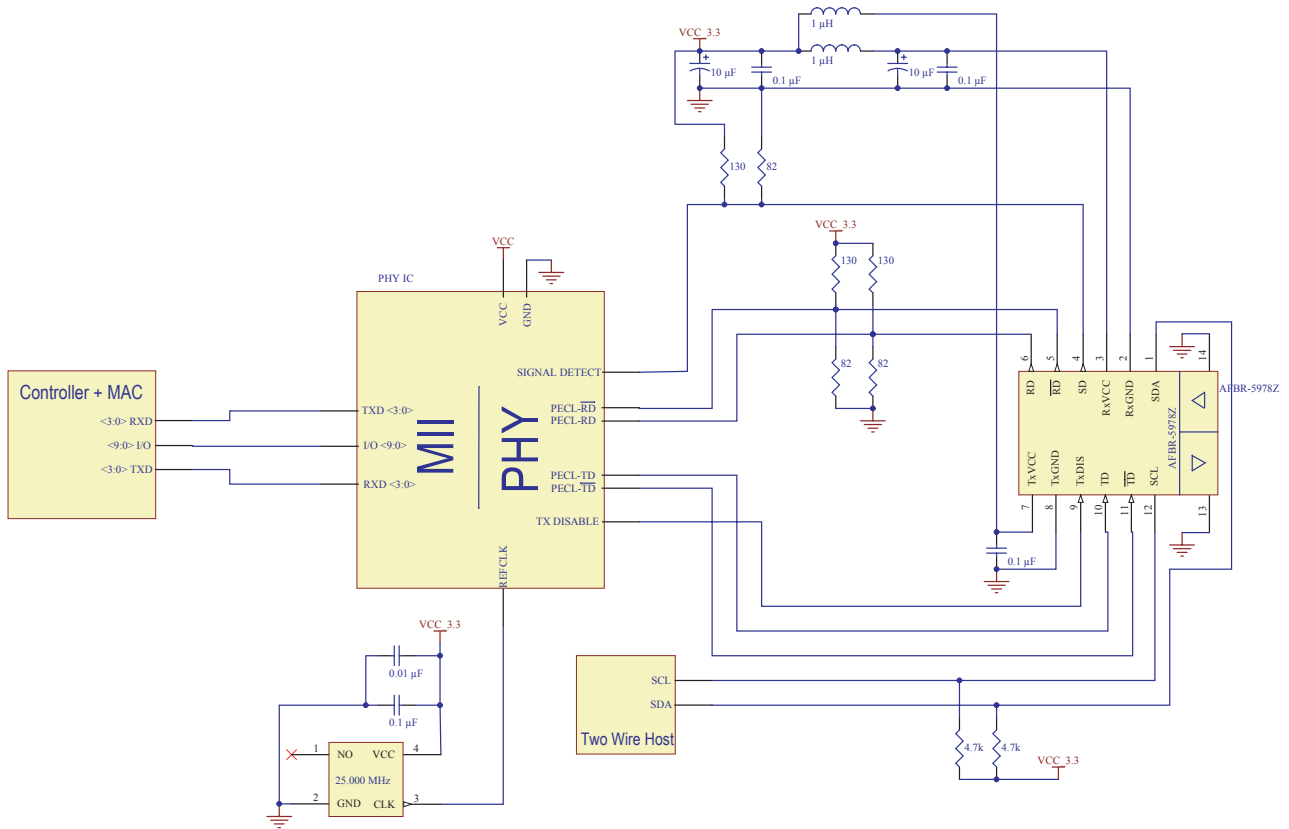 1 µH
VCC_3.3
1 µH
+
10 µF
0.1 µF
+
10 µF
0.1 µF
130
82
VCC_3.3
130
130
82
82
VCC
PHY IC
VCC
GND
SIGNAL DETECT
PECL-RD
PECL-RD
PECL-TD
PECL-TD
TX DISABLE
TXD <3:0>
I/O <9:0>
RXD <3:0>
MII
PHY
REFCLK
Controller + MAC
<3:0> RXD
<9:0> I/O
<3:0> TXD
6
5
4
3
2
1
14
RD
RD
SD
RxVCC
RxGND
SDA
AFBR-5978Z
AFBR-5978Z
TxVCC
TxGND
TxDIS
TD
TD
SCL
7
8
9
10
11
12
13
0.1 µF
VCC_3.3
0.01 µF
0.1 µF
1
NO
VCC
4
25.000 MHz
2
GND
CLK
3
SCL
SDA
Two Wire Host
4.7k
4.7k
VCC_3.3